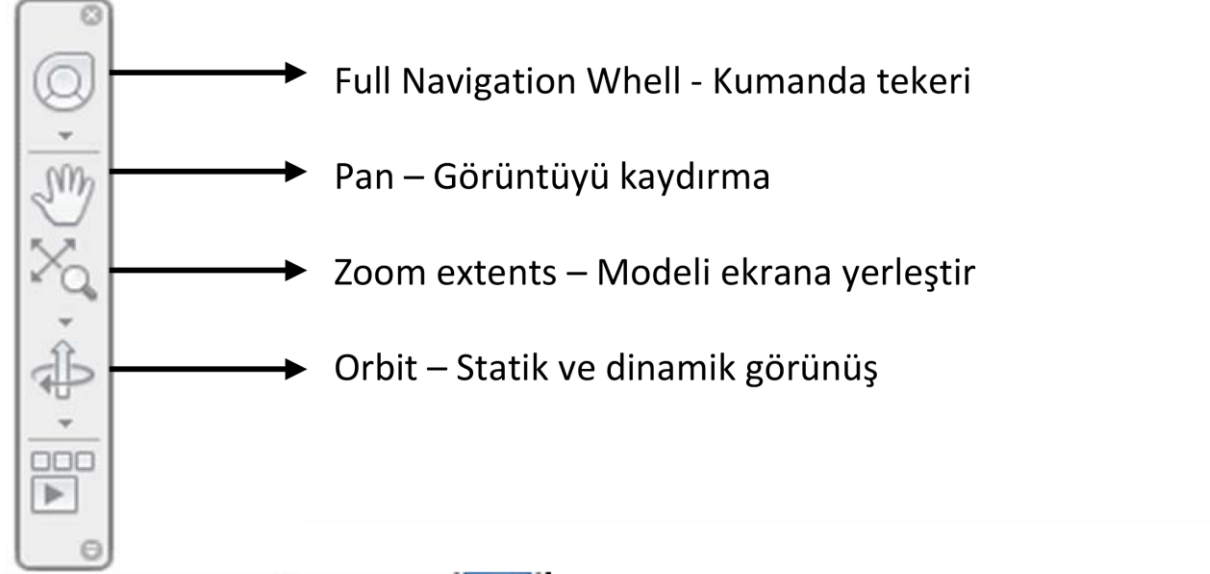 Full Navigation Whell - Kumanda tekeri
Pan – Görüntüyü kaydırma
Zoom extents – Modeli ekrana yerleştir
Orbit – Statik ve dinamik görünüş